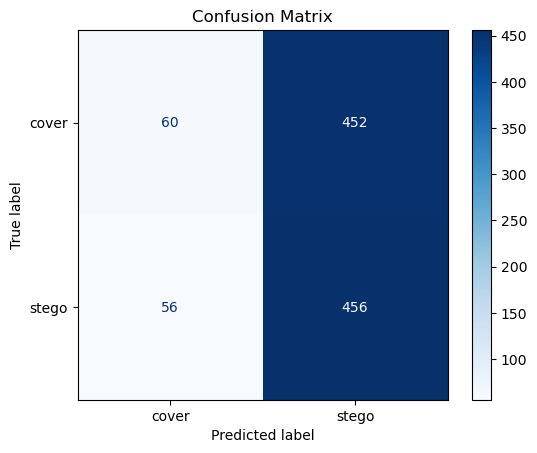 Confusion Matrix
cover
60
452
450
400
350
300
250
200
150
100
True label
stego
56
456
cover
stego
Predicted label